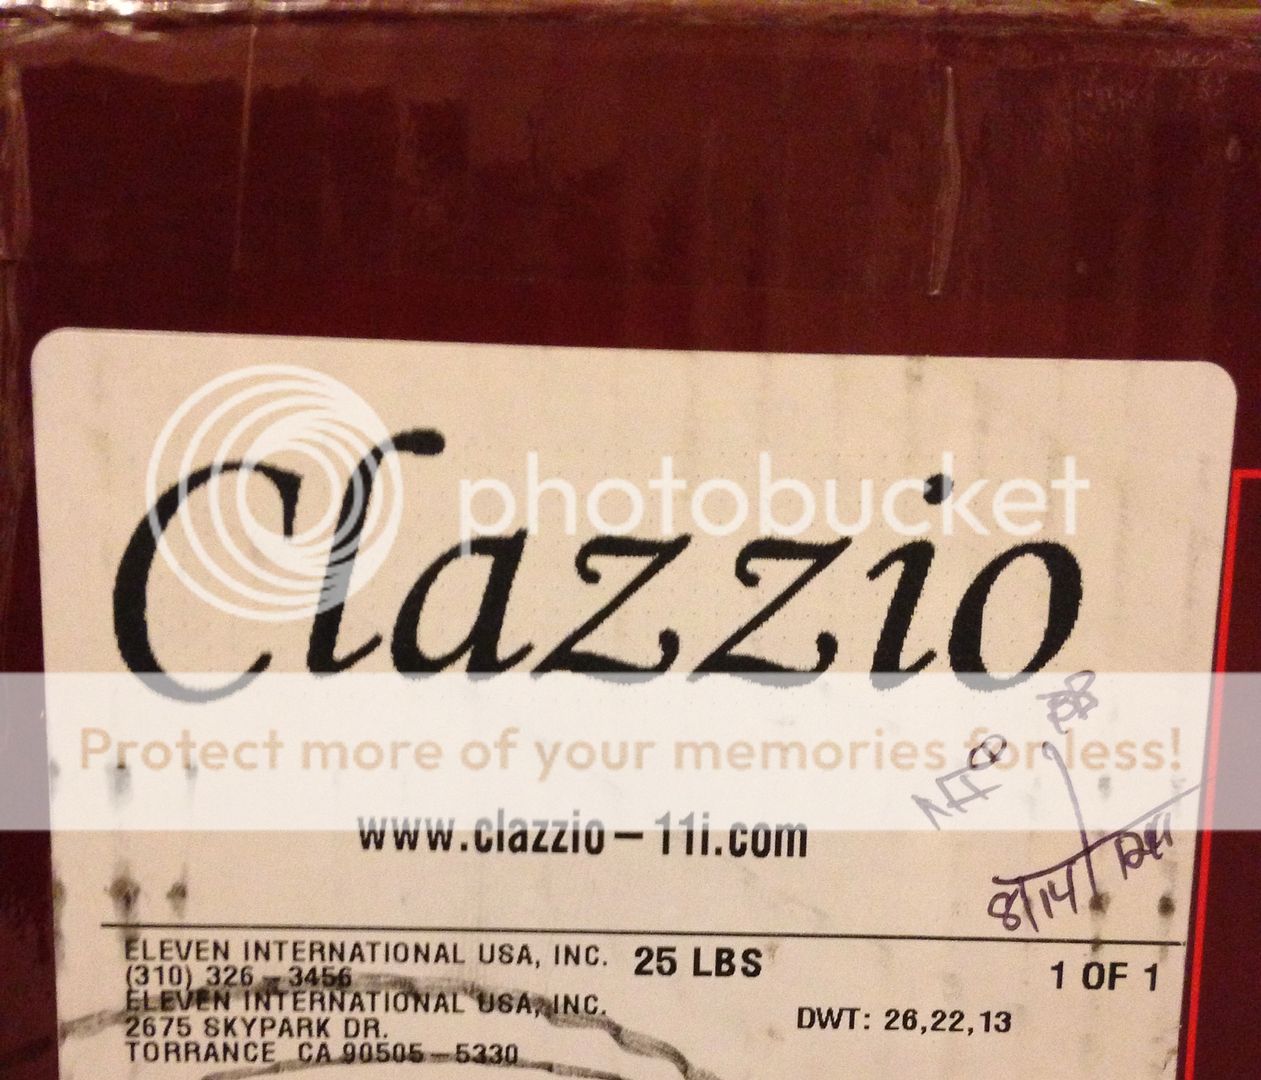 Clazzio
photobucket
Protect more of your memories for less!
www.clazzio-11i.com
8/14
ELEVEN INTERNATIONAL USA, INC. 25 LBS 1 OF 1
(310) 326-3456
ELEVEN INTERNATIONAL USA, INC.
DWT: 26,22,13
2675 SKYPARK DR.
TORRANCE CA 90505-5330